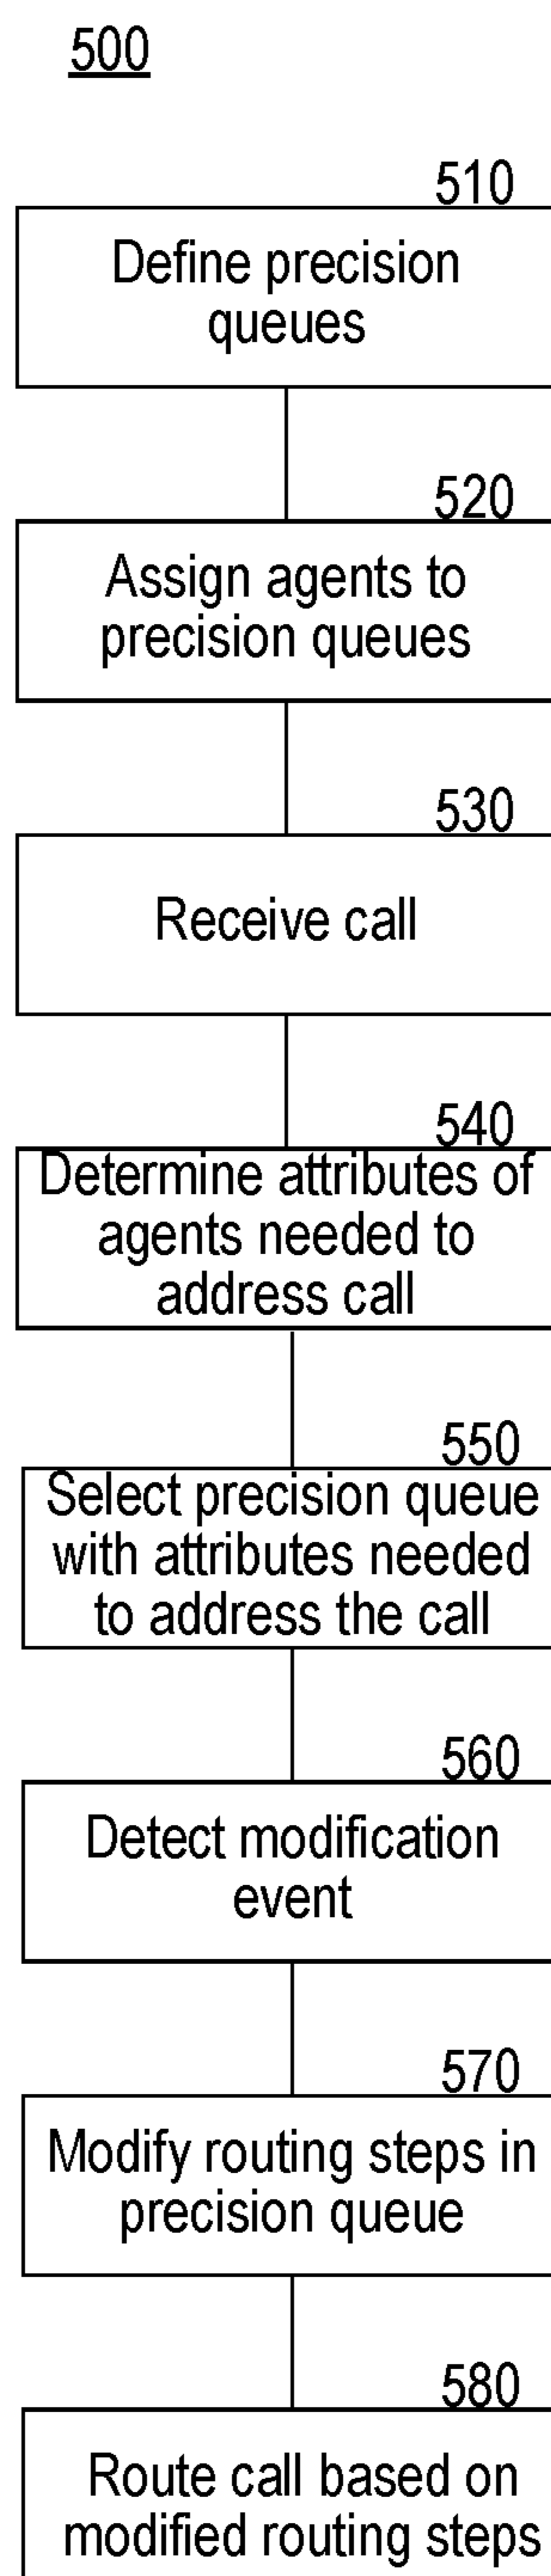 500
510
Define precision
queues
520
Assign agents to
precision queues
530
Receive call
540
Determine attributes of
agents needed to
address call
550
Select precision queue
with attributes needed
to address the call
560
Detect modification
event
570
Modify routing steps in
precision queue
580
Route call based on
modified routing steps